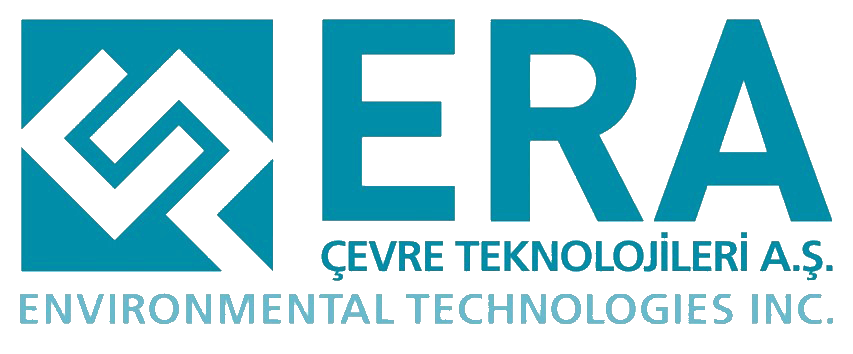 ERA
ÇEVRE TEKNOLOJİLERİ A.Ş.
ENVIRONMENTAL TECHNOLOGIES INC.